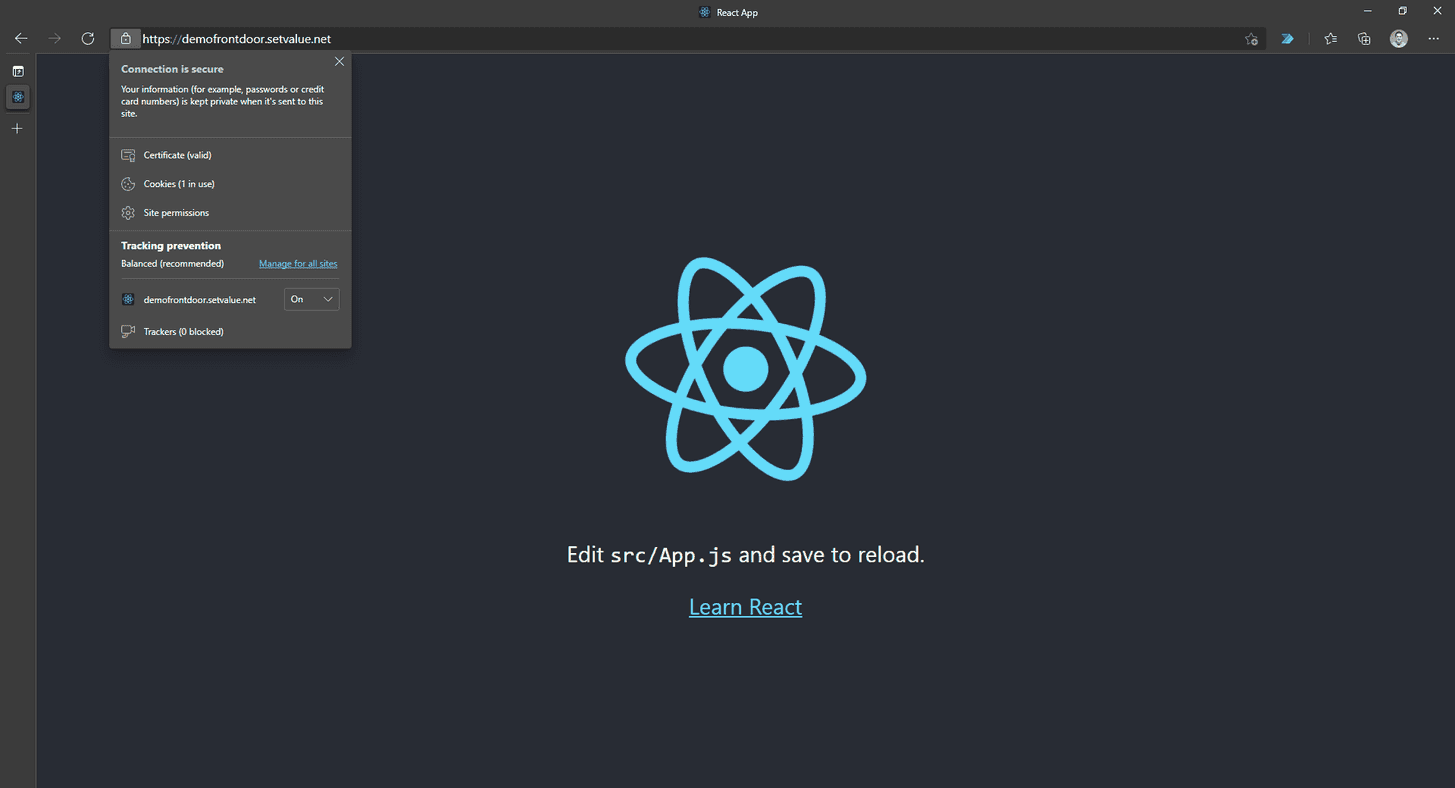 React App
https://demofrontdoor.setvalue.net
Connection is secure
Your information (for example, passwords or credit
card numbers) is kept private when it's sent to this
site.
Certificate (valid)
Cookies (1 in use)
Site permissions
Tracking prevention
Balanced (recommended) Manage for all sites
demofrontdoor.setvalue.net On
Trackers (0 blocked)
Edit src/App.js and save to reload.
Learn React